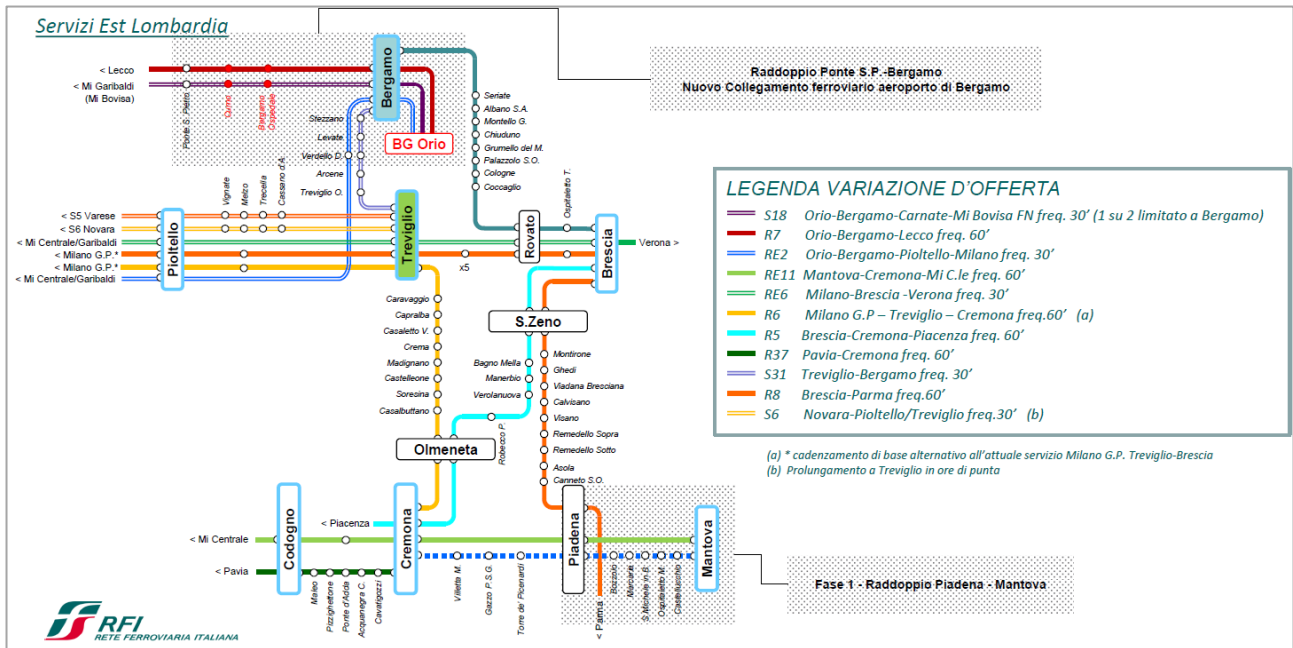 Servizi Est Lombardia
Raddoppio Ponte S.P.-Bergamo
Nuovo Collegamento ferroviario aeroporto di Bergamo
< Lecco
< Mi Garibaldi
(Mi Bovisa)
Ponte S. Pietro
Curno
Bergamo
Ospedale
Bergamo
BG Orio
Stezzano
Levate
Verdello D.
Arcene
Treviglio O.
Seriate
Albano S.A.
Montello G.
Chiuduno
Grumello del M.
Palazzolo S.O.
Cologne
Coccaglio
Vignate
Melzo
Trecella
Cassano d'A.
Ospitaletto T.
< S5 Varese
< S6 Novara
< Mi Centrale/Garibaldi
< Milano G.P.*
< Milano G.P.*
< Mi Centrale/Garibaldi
Pioltello
Treviglio
x5
Rovato
Brescia
Verona >
LEGENDA VARIAZIONE D'OFFERTA
S18 Orio-Bergamo-Carnate-Mi Bovisa FN freq. 30' (1 su 2 limitato a Bergamo)
R7 Orio-Bergamo-Lecco freq. 60'
RE2 Orio-Bergamo-Pioltello-Milano freq. 30'
RE11 Mantova-Cremona-Mi C.le freq. 60'
RE6 Milano-Brescia -Verona freq. 30'
R6 Milano G.P – Treviglio – Cremona freq.60' (a)
R5 Brescia-Cremona-Piacenza freq. 60'
R37 Pavia-Cremona freq. 60'
S31 Treviglio-Bergamo freq. 30'
R8 Brescia-Parma freq.60'
S6 Novara-Pioltello/Treviglio freq.30' (b)
(a) * cadenzamento di base alternativo all'attuale servizio Milano G.P. Treviglio-Brescia
(b) Prolungamento a Treviglio in ore di punta
Caravaggio
Capralba
Casaletto V.
Crema
Madignano
Castelleone
Soresina
Casalbuttano
S.Zeno
Bagno Mella
Manerbio
Verolanuova
Robecco P.
Montirone
Ghedi
Viadana Bresciana
Calvisano
Visano
Remedello Sopra
Remedello Sotto
Asola
Canneto S.O.
Olmeneta
< Piacenza
< Mi Centrale
< Pavia
Codogno
Cremona
Piadena
Mantova
Maleo
Pizzighettone
Ponte d'Adda
Acquanegra C.
Cavatigozzi
Villetta M.
Gazzo P.S.G.
Torre de' Picenardi
< Parma
Bozzolo
Marcaria
S.Michele in B.
Ospitaletto M.
Castellucchio
Fase 1 - Raddoppio Piadena - Mantova
RFI
RETE FERROVIARIA ITALIANA